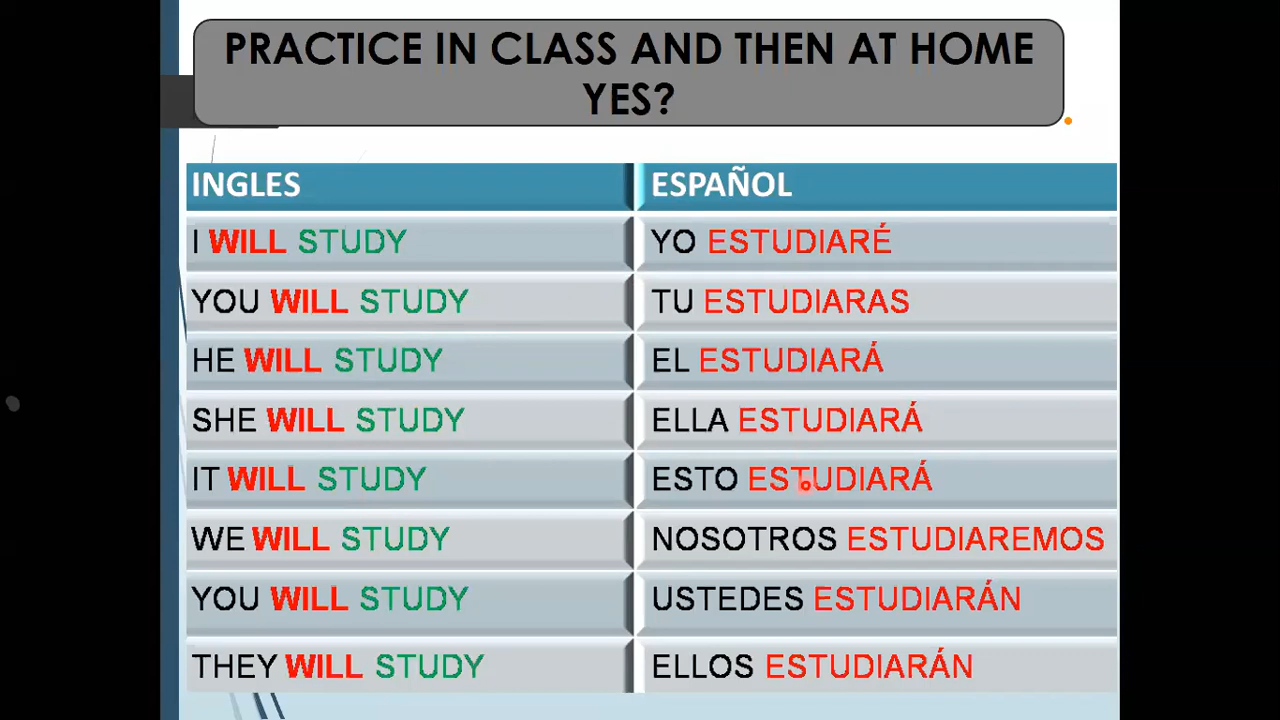 PRACTICE IN CLASS AND THEN AT HOME
YES?
INGLES ESPAÑOL
I WILL STUDY YO ESTUDIARÉ
YOU WILL STUDY TU ESTUDIARAS
HE WILL STUDY EL ESTUDIARÁ
SHE WILL STUDY ELLA ESTUDIARÁ
IT WILL STUDY ESTO ESTUDIARÁ
WE WILL STUDY NOSOTROS ESTUDIAREMOS
YOU WILL STUDY USTEDES ESTUDIARÁN
THEY WILL STUDY ELLOS ESTUDIARÁN